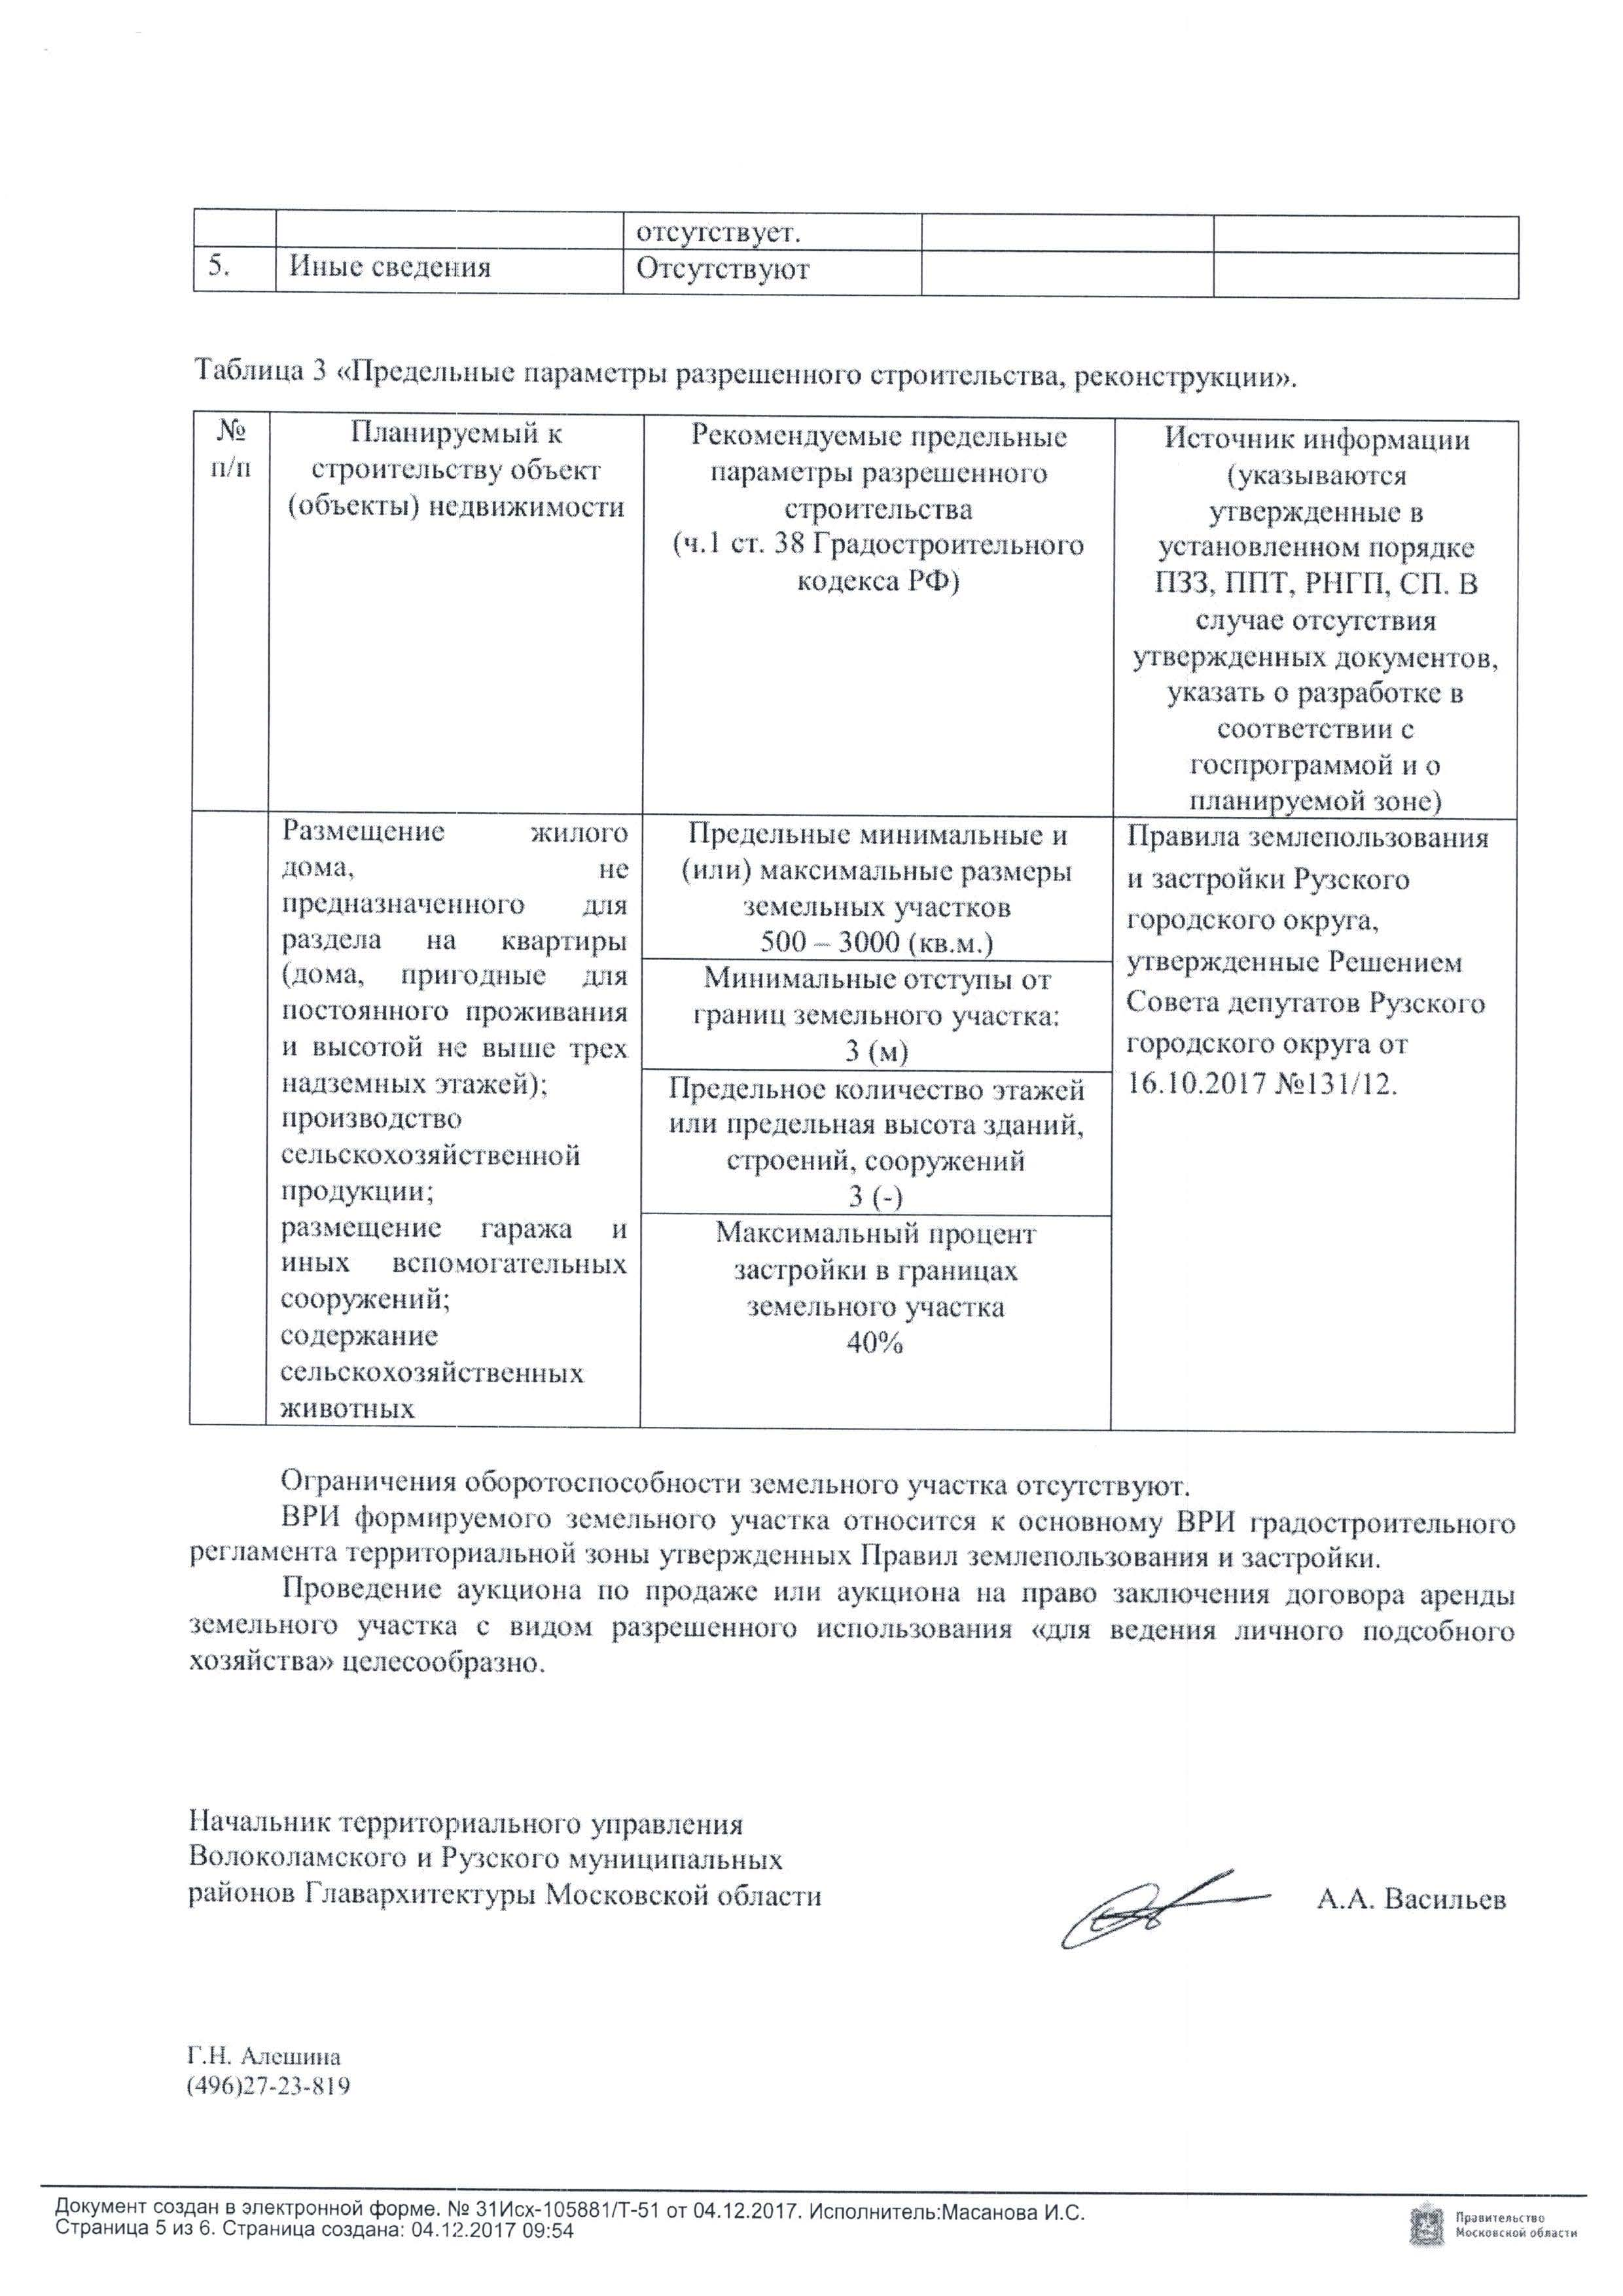 отсутствует.
5. Иные сведения Отсутствуют
Таблица 3 «Предельные параметры разрешенного строительства, реконструкции».
№
п/п
Планируемый к
строительству объект
(объекты) недвижимости
Рекомендуемые предельные
параметры разрешенного
строительства
(ч.1 ст. 38 Градостроительного
кодекса РФ)
Источник информации
(указываются
утвержденные в
установленном порядке
ПЗЗ, ППТ, РНГП, СП. В
случае отсутствия
утвержденных документов,
указать о разработке в
соответствии с
госпрограммой и о
планируемой зоне)
Размещение жилого
дома, не
предназначенного для
раздела на квартиры
(дома, пригодные для
постоянного проживания
и высотой не выше трех
надземных этажей);
производство
сельскохозяйственной
продукции;
размещение гаража и
иных вспомогательных
сооружений;
содержание
сельскохозяйственных
животных
Предельные минимальные и
(или) максимальные размеры
земельных участков
500 – 3000 (кв.м.)
Минимальные отступы от
границ земельного участка:
3 (м)
Предельное количество этажей
или предельная высота зданий,
строений, сооружений
3 (-)
Максимальный процент
застройки в границах
земельного участка
40%
Правила землепользования
и застройки Рузского
городского округа,
утвержденные Решением
Совета депутатов Рузского
городского округа от
16.10.2017 №131/12.
Ограничения оборотоспособности земельного участка отсутствуют.
ВРИ формируемого земельного участка относится к основному ВРИ градостроительного
регламента территориальной зоны утвержденных Правил землепользования и застройки.
Проведение аукциона по продаже или аукциона на право заключения договора аренды
земельного участка с видом разрешенного использования «для ведения личного подсобного
хозяйства» целесообразно.
Начальник территориального управления
Волоколамского и Рузского муниципальных
районов Главархитектуры Московской области
А.А. Васильев
Г.Н. Алешина
(496)27-23-819
Документ создан в электронной форме. № 31Исх-105881/Т-51 от 04.12.2017. Исполнитель:Масанова И.С.
Страница 5 из 6. Страница создана: 04.12.2017 09:54
Правительство
Московской области